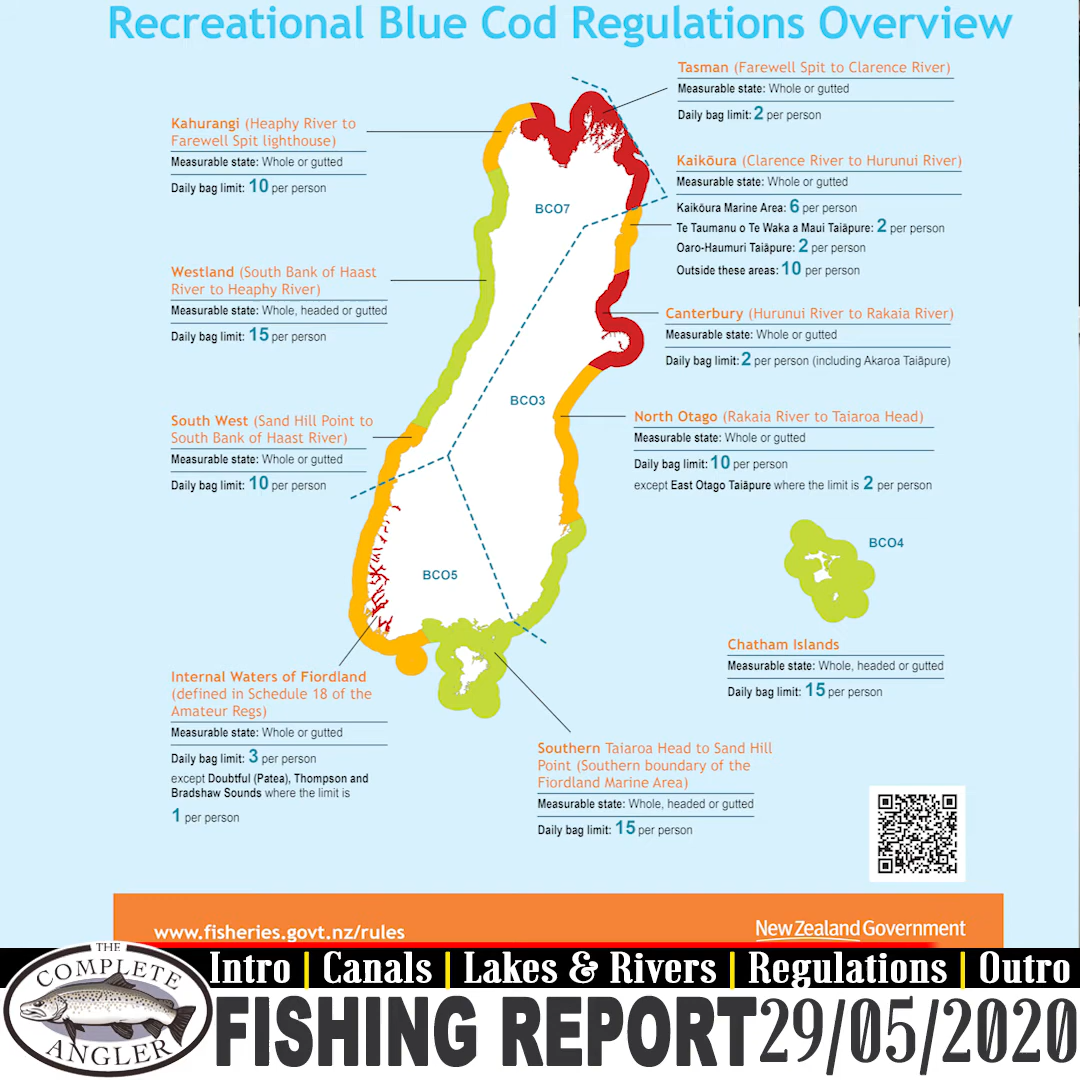 Recreational Blue Cod Regulations Overview
Tasman (Farewell Spit to Clarence River)
Measurable state: Whole or gutted
Daily bag limit: 2 per person
Kahurangi (Heaphy River to
Farewell Spit lighthouse)
Measurable state: Whole or gutted
Daily bag limit: 10 per person
Kaikōura (Clarence River to Hurunui River)
Measurable state: Whole or gutted
Kaikōura Marine Area: 6 per person
Te Taumanu o Te Waka a Maui Taiāpure: 2 per person
Oaro-Haumuri Taiāpure: 2 per person
Outside these areas: 10 per person
BCO7
Westland (South Bank of Haast
River to Heaphy River)
Measurable state: Whole, headed or gutted
Daily bag limit: 15 per person
Canterbury (Hurunui River to Rakaia River)
Measurable state: Whole or gutted
Daily bag limit: 2 per person (including Akaroa Taiāpure)
BCO3
South West (Sand Hill Point to
South Bank of Haast River)
Measurable state: Whole or gutted
Daily bag limit: 10 per person
North Otago (Rakaia River to Taiaroa Head)
Measurable state: Whole or gutted
Daily bag limit: 10 per person
except East Otago Taiāpure where the limit is 2 per person
BCO4
BCO5
Chatham Islands
Measurable state: Whole, headed or gutted
Daily bag limit: 15 per person
Internal Waters of Fiordland
(defined in Schedule 18 of the
Amateur Regs)
Measurable state: Whole or gutted
Daily bag limit: 3 per person
except Doubtful (Patea), Thompson and
Bradshaw Sounds where the limit is
1 per person
Southern Taiaroa Head to Sand Hill
Point (Southern boundary of the
Fiordland Marine Area)
Measurable state: Whole, headed or gutted
Daily bag limit: 15 per person
www.fisheries.govt.nz/rules
New Zealand Government
THE
COMPLETE
ANGLER
Intro | Canals | Lakes & Rivers | Regulations | Outro
FISHING REPORT 29/05/2020